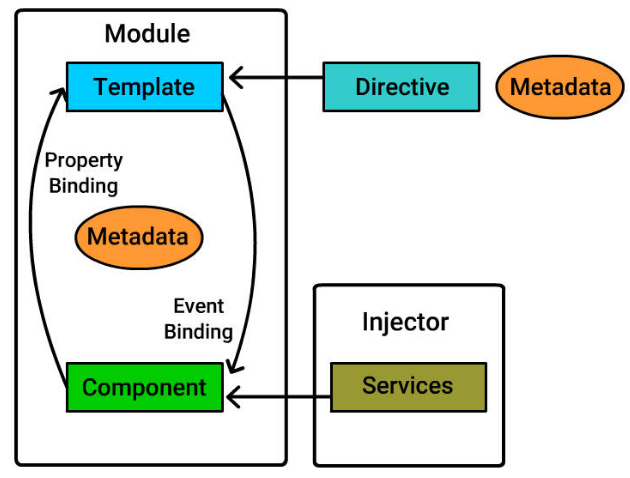 Module
Template
Directive
Metadata
Property
Binding
Metadata
Event
Binding
Injector
Component
Services